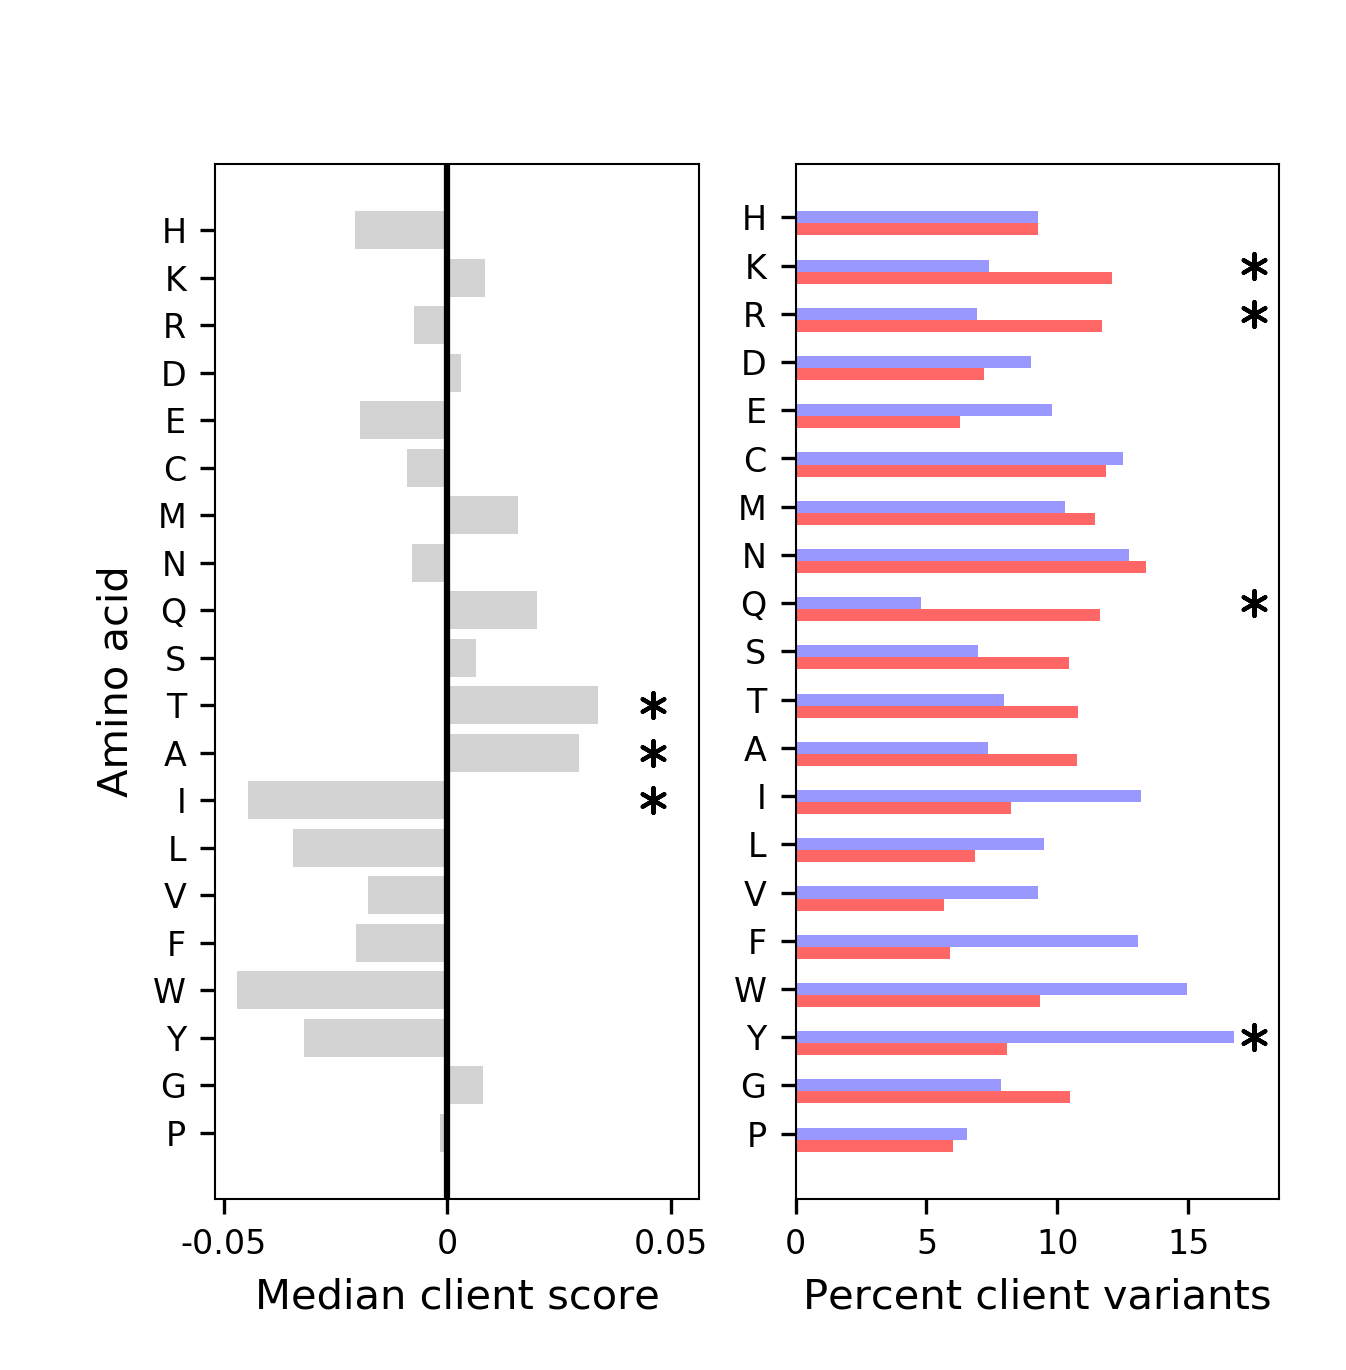 Amino acid
H
K
R
D
E
C
M
N
Q
S
T
A
I
L
V
F
W
Y
G
P
*
*
*
-0.05 0 0.05
Median client score
H
K *
R *
D
E
C
M
N
Q *
S
T
A
I
L
V
F
W
Y *
G
P
0 5 10 15
Percent client variants